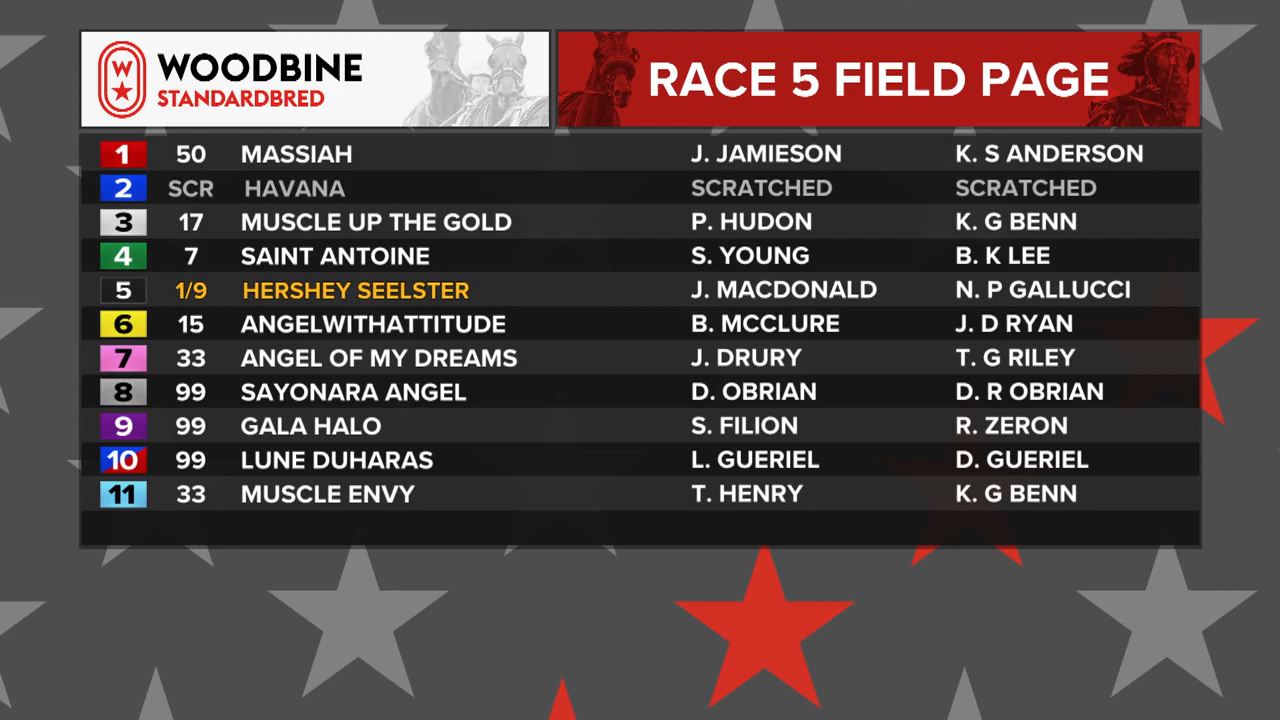 W WOODBINE
STANDARDBRED
RACE 5 FIELD PAGE
1 50 MASSIAH J. JAMIESON K. S ANDERSON
2 SCR HAVANA SCRATCHED SCRATCHED
3 17 MUSCLE UP THE GOLD P. HUDON K. G BENN
4 7 SAINT ANTOINE S. YOUNG B. K LEE
5 1/9 HERSHEY SEELSTER J. MACDONALD N. P GALLUCCI
6 15 ANGELWITHATTITUDE B. MCCLURE J. D RYAN
7 33 ANGEL OF MY DREAMS J. DRURY T. G RILEY
8 99 SAYONARA ANGEL D. OBRIAN D. R OBRIAN
9 99 GALA HALO S. FILION R. ZERON
10 99 LUNE DUHARAS L. GUERIEL D. GUERIEL
11 33 MUSCLE ENVY T. HENRY K. G BENN